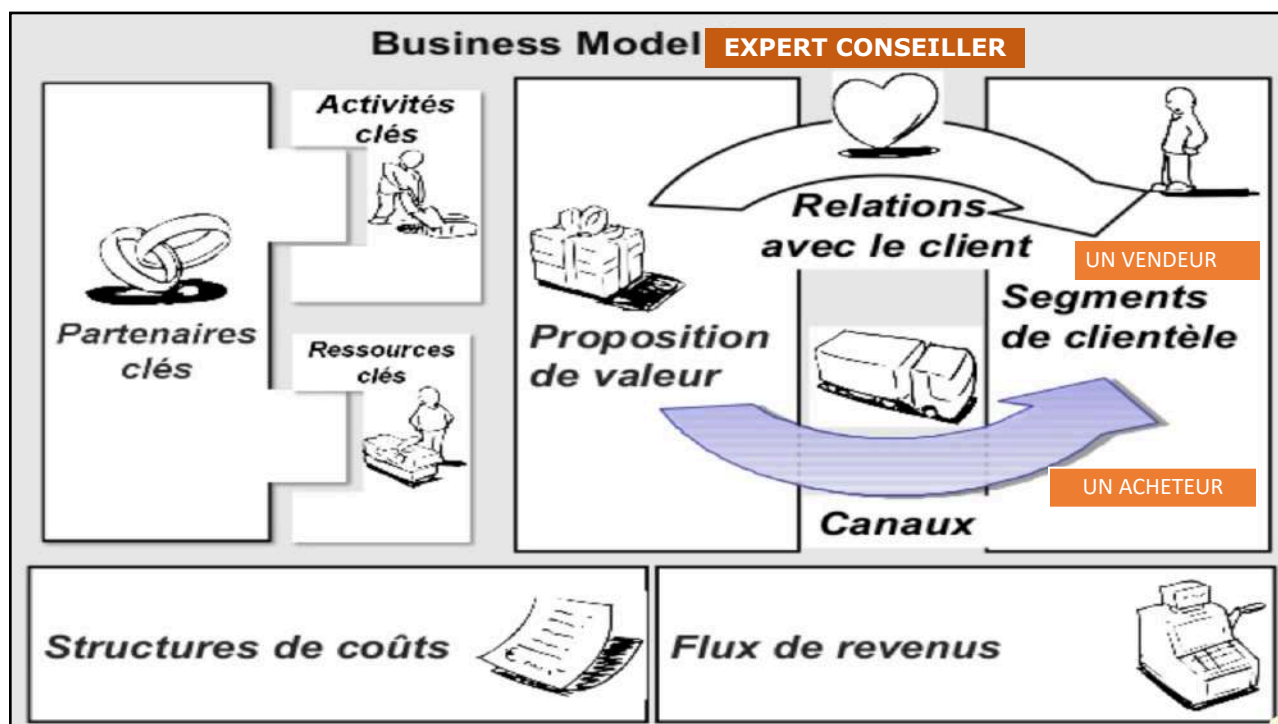 Business Model EXPERT CONSEILLER
Activités
clés
Partenaires
clés
Ressources
clés
Proposition
de valeur
Relations
avec le client
UN VENDEUR
Segments
de clientèle
UN ACHETEUR
Canaux
Structures de coûts
Flux de revenus